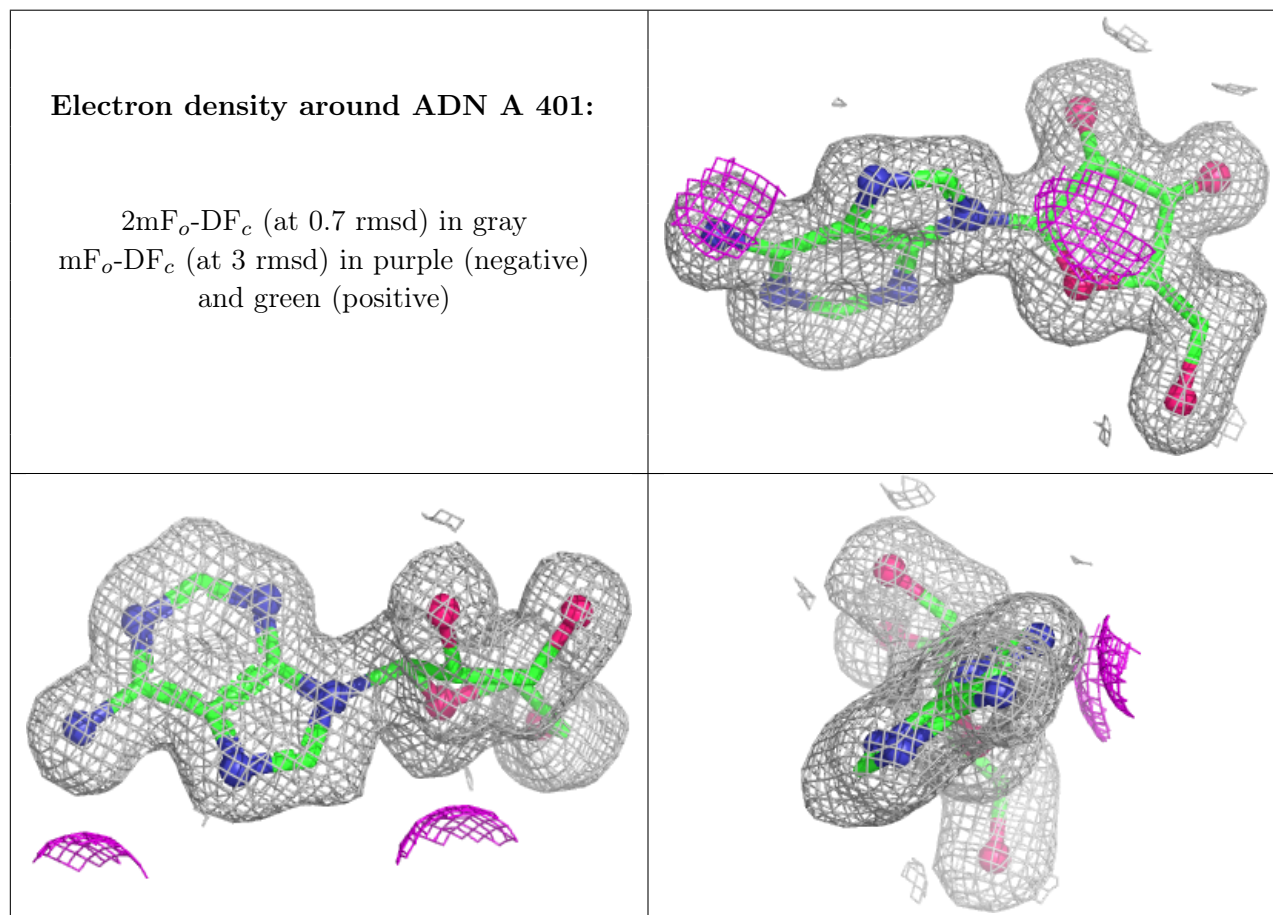 Electron density around ADN A 401:
2mFₒ-DF𝒸 (at 0.7 rmsd) in gray
mFₒ-DF𝒸 (at 3 rmsd) in purple (negative)
and green (positive)